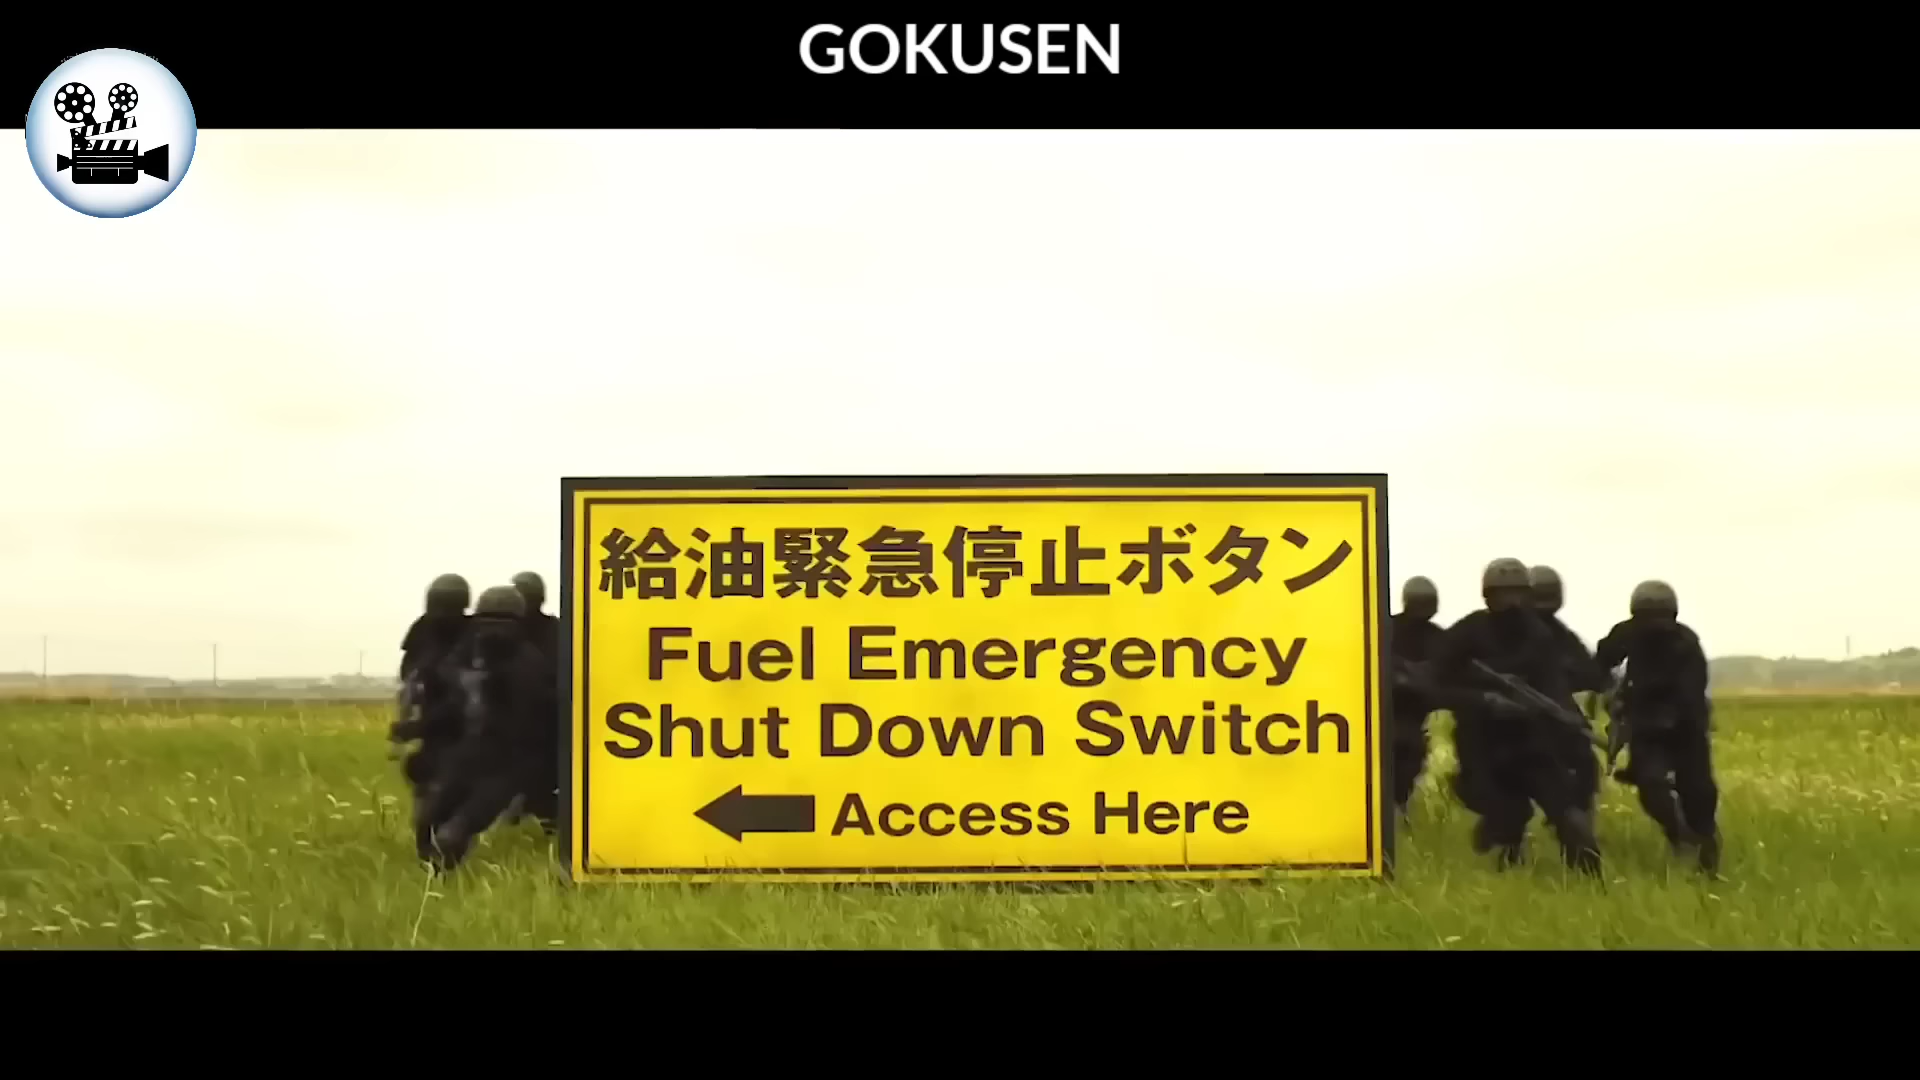 GOKUSEN
給油緊急停止ボタン
Fuel Emergency
Shut Down Switch
Access Here